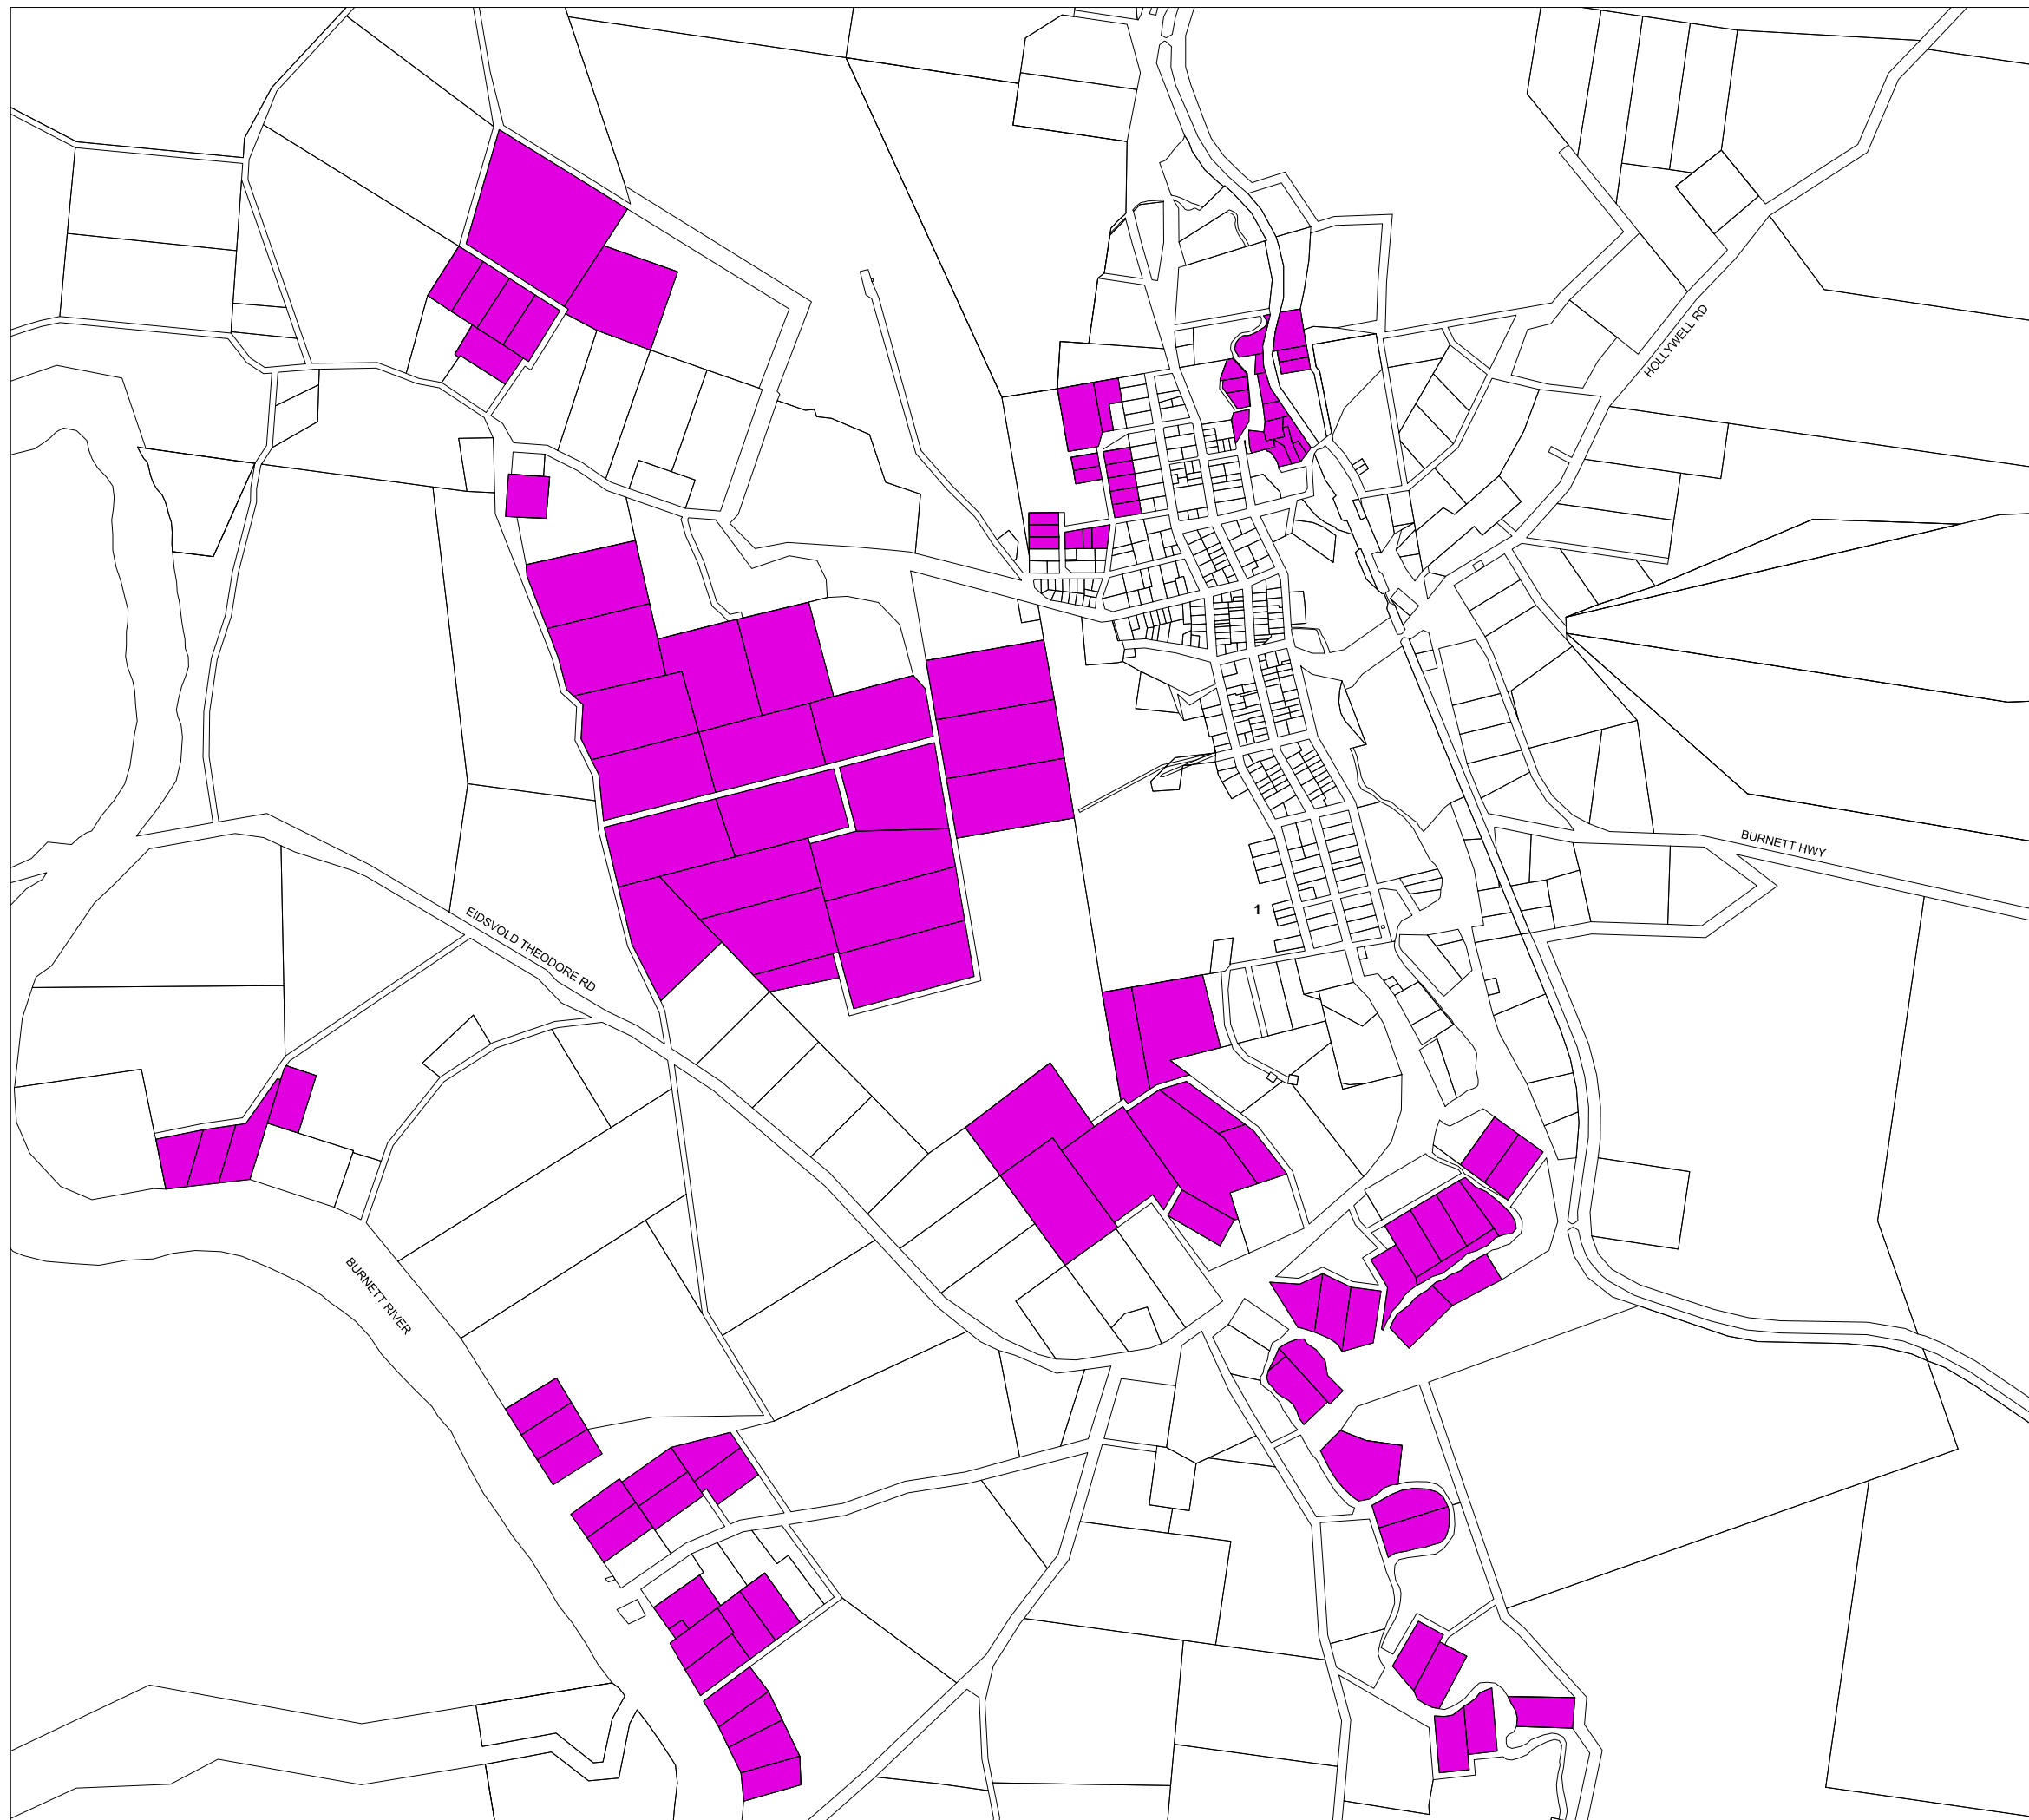 HOLLYWELL RD
BURNETT HWY
1
EIDSVOLD THEODORE RD
BURNETT RIVER